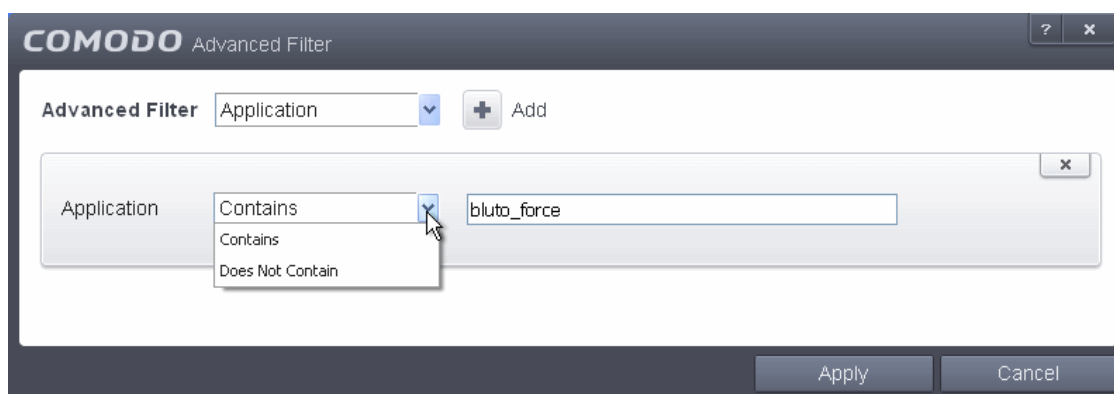 COMODO Advanced Filter ? x
Advanced Filter Application + Add
x
Application Contains bluto_force
Contains
Does Not Contain
Apply Cancel